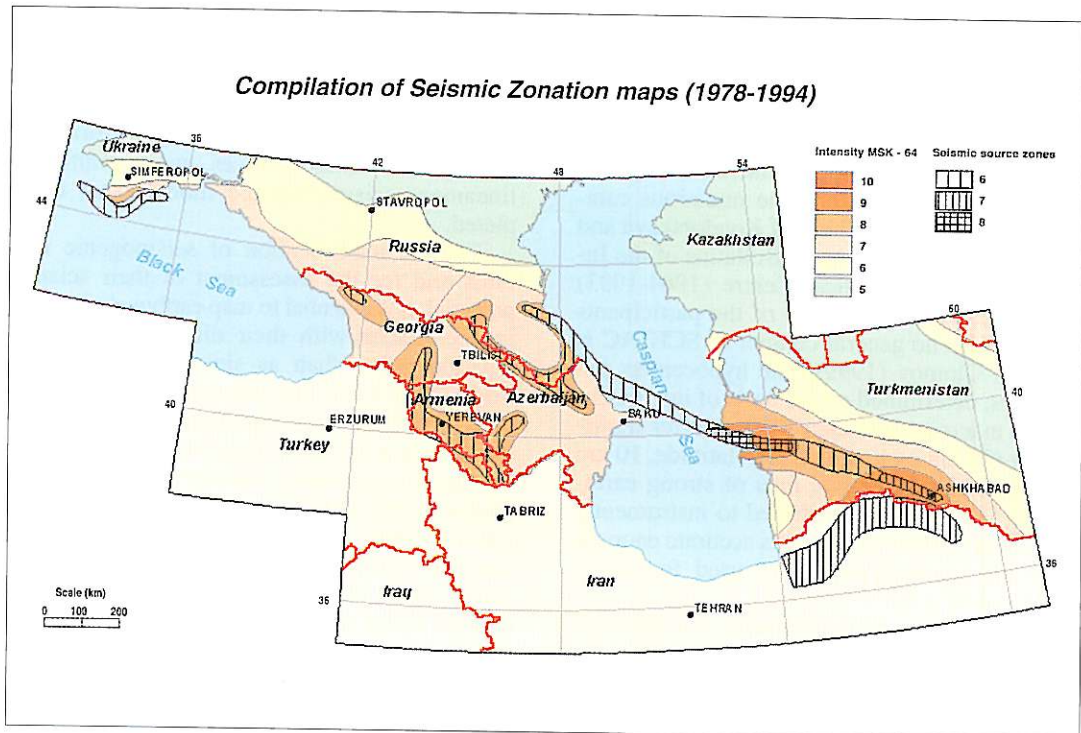 Compilation of Seismic Zonation maps (1978-1994)
Ukraine
36
42
48
54
SIMFEROPOL
44
STAVROPOL
Russia
Kazakhstan
Black Sea
Intensity MSK - 64
10
9
8
7
6
5
Seismic source zones
6
7
8
Georgia
TBILISI
Caspian Sea
60
Turkmenistan
40
Armenia
Azerbaijan
40
ERZURUM
YEREVAN
BAKU
Turkey
ASHKHABAD
TABRIZ
36
Iraq
Iran
TEHRAN
36
Scale (km)
0 100 200